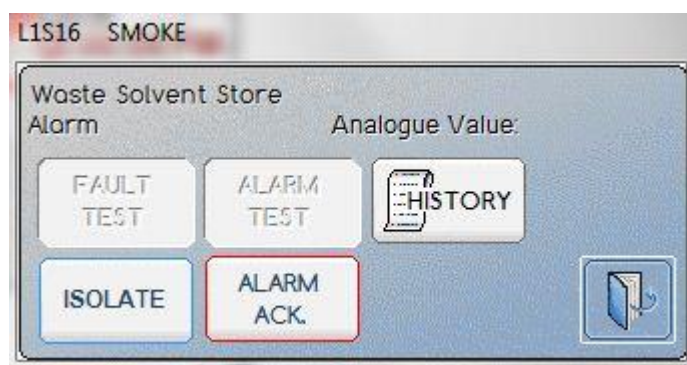 L1S16 SMOKE
Waste Solvent Store
Alarm Analogue Value:
FAULT TEST
ALARM TEST
HISTORY
ISOLATE
ALARM ACK.